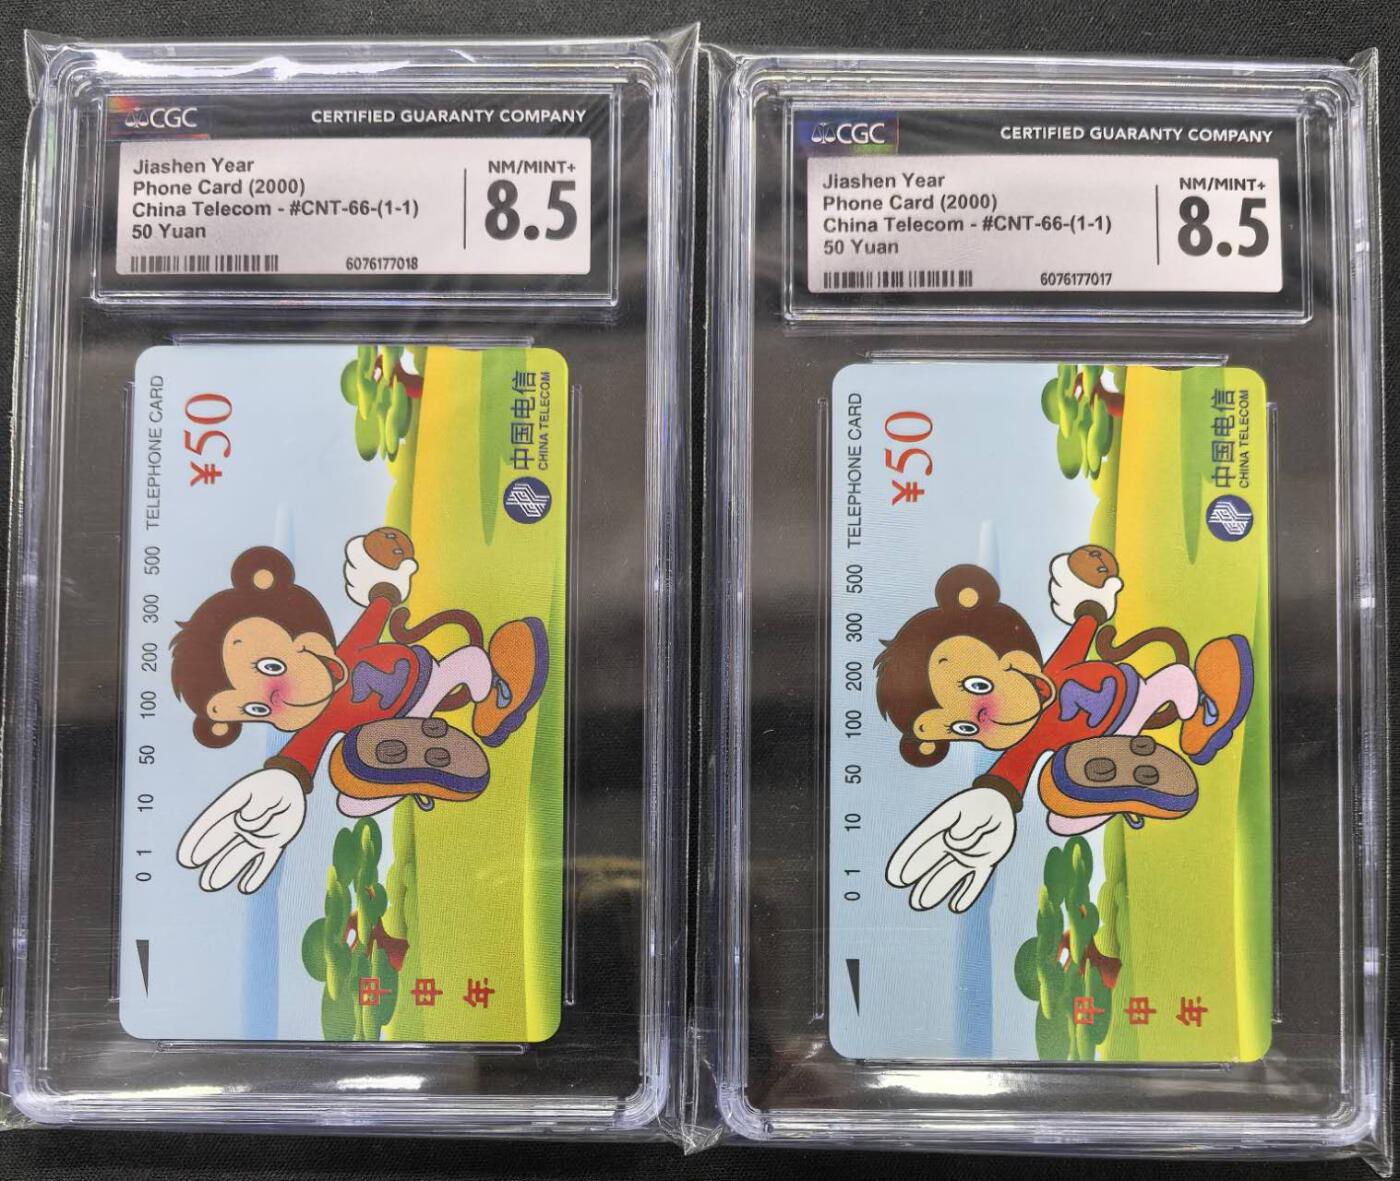 CGC
CERTIFIED GUARANTY COMPANY
Jiashen Year
Phone Card (2000)
China Telecom - #CNT-66-(1-1)
50 Yuan
NM/MINT+
8.5
6076177018
TELEPHONE CARD
0 1 10 50 100 200 300 500
¥50
中国电信
CHINA TELECOM
甲申年
CGC
CERTIFIED GUARANTY COMPANY
Jiashen Year
Phone Card (2000)
China Telecom - #CNT-66-(1-1)
50 Yuan
NM/MINT+
8.5
6076177017
TELEPHONE CARD
0 1 10 50 100 200 300 500
¥50
中国电信
CHINA TELECOM
甲申年